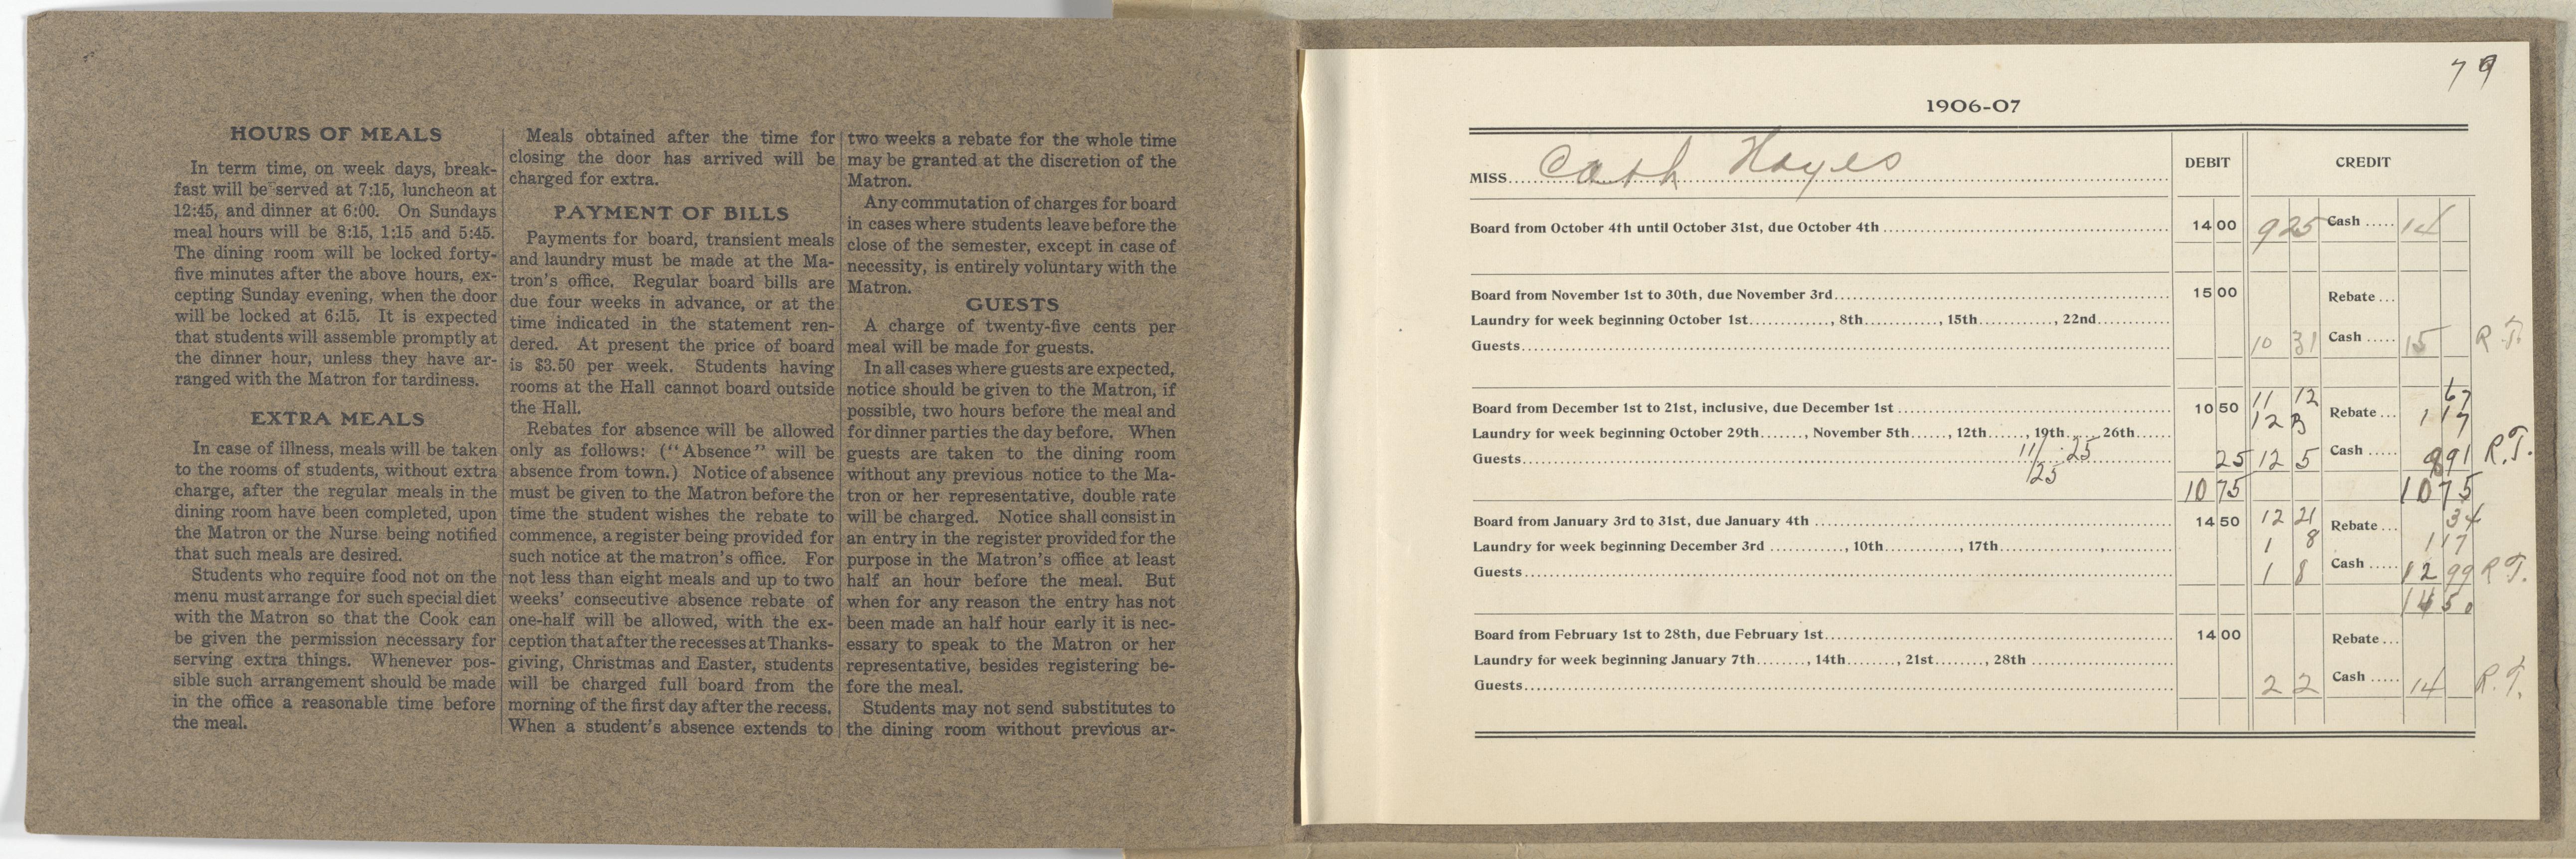 HOURS OF MEALS
In term time, on week days, break-
fast will be served at 7:15, luncheon at
12:45, and dinner at 6:00. On Sundays
meal hours will be 8:15, 1:15 and 5:45.
The dining room will be locked forty-
five minutes after the above hours, ex-
cepting Sunday evening, when the door
will be locked at 6:15. It is expected
that students will assemble promptly at
the dinner hour, unless they have ar-
ranged with the Matron for tardiness.
EXTRA MEALS
In case of illness, meals will be taken
to the rooms of students, without extra
charge, after the regular meals in the
dining room have been completed, upon
the Matron or the Nurse being notified
that such meals are desired.
Students who require food not on the
menu must arrange for such special diet
with the Matron so that the Cook can
be given the permission necessary for
serving extra things. Whenever pos-
sible such arrangement should be made
in the office a reasonable time before
the meal.
Meals obtained after the time for
closing the door has arrived will be
charged for extra.
PAYMENT OF BILLS
Payments for board, transient meals
and laundry must be made at the Ma-
tron's office. Regular board bills are
due four weeks in advance, or at the
time indicated in the statement ren-
dered. At present the price of board
is $3.50 per week. Students having
rooms at the Hall cannot board outside
the Hall.
Rebates for absence will be allowed
only as follows: ("Absence" will be
absence from town.) Notice of absence
must be given to the Matron before the
time the student wishes the rebate to
commence, a register being provided for
such notice at the matron's office. For
not less than eight meals and up to two
weeks' consecutive absence rebate of
one-half will be allowed, with the ex-
ception that after the recesses at Thanks-
giving, Christmas and Easter, students
will be charged full board from the
morning of the first day after the recess.
When a student's absence extends to
two weeks a rebate for the whole time
may be granted at the discretion of the
Matron.
Any commutation of charges for board
in cases where students leave before the
close of the semester, except in case of
necessity, is entirely voluntary with the
Matron.
GUESTS
A charge of twenty-five cents per
meal will be made for guests.
In all cases where guests are expected,
notice should be given to the Matron, if
possible, two hours before the meal and
for dinner parties the day before. When
guests are taken to the dining room
without any previous notice to the Ma-
tron or her representative, double rate
will be charged. Notice shall consist in
an entry in the register provided for the
purpose in the Matron's office at least
half an hour before the meal. But
when for any reason the entry has not
been made an half hour early it is nec-
essary to speak to the Matron or her
representative, besides registering be-
fore the meal.
Students may not send substitutes to
the dining room without previous ar-
79
1906-07
MISS Cath Hayes DEBIT CREDIT
Board from October 4th until October 31st, due October 4th 14 00 9 25 Cash 14
Board from November 1st to 30th, due November 3rd 15 00 Rebate
Laundry for week beginning October 1st, 8th, 15th, 22nd
Guests 10 31 Cash 15 R.T.
67
Board from December 1st to 21st, inclusive, due December 1st 10 50 11 12 Rebate 1 17
Laundry for week beginning October 29th, November 5th, 12th, 19th, 26th 12 3
Guests 11/25 25 12 5 Cash 8 91 R.T.
/25 10 75 10 75
Board from January 3rd to 31st, due January 4th 14 50 12 21 Rebate 34
Laundry for week beginning December 3rd, 10th, 17th, 1 8 1 17
Guests 1 8 Cash 12 99 R.T.
14 50
Board from February 1st to 28th, due February 1st 14 00 Rebate
Laundry for week beginning January 7th, 14th, 21st, 28th
Guests 2 2 Cash 14 R.T.